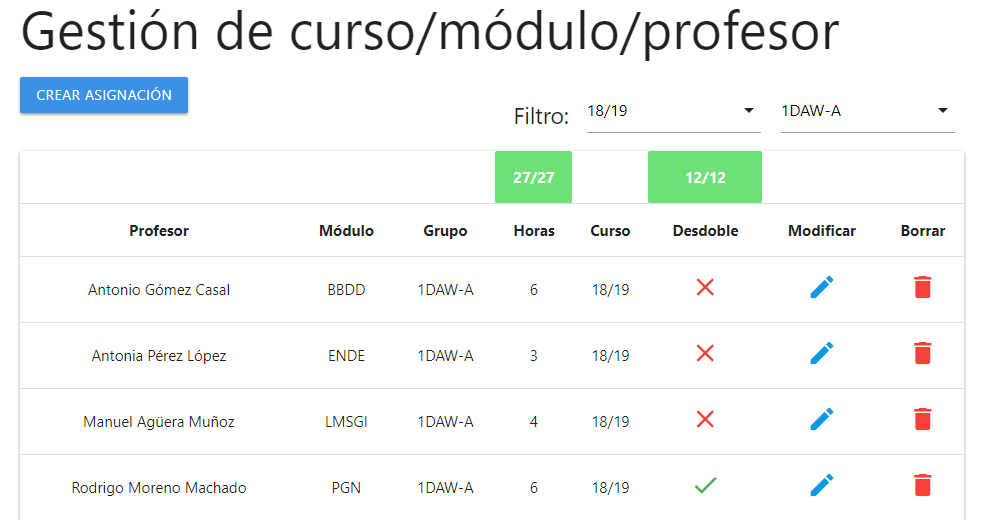 Gestión de curso/módulo/profesor
CREAR ASIGNACIÓN
Filtro: 18/19 1DAW-A
27/27 12/12
Profesor Módulo Grupo Horas Curso Desdoble Modificar Borrar
Antonio Gómez Casal BBDD 1DAW-A 6 18/19
Antonia Pérez López ENDE 1DAW-A 3 18/19
Manuel Agüera Muñoz LMSGI 1DAW-A 4 18/19
Rodrigo Moreno Machado PGN 1DAW-A 6 18/19